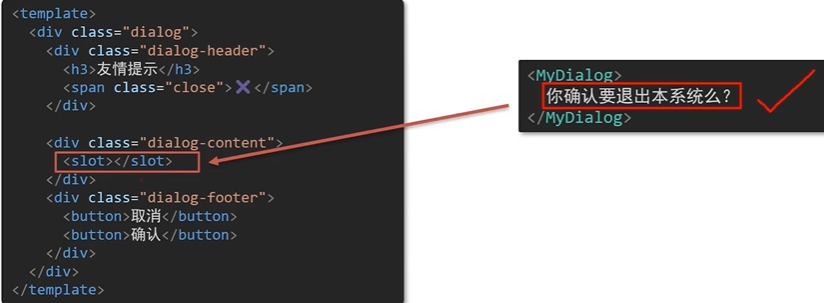 <template>
<div class="dialog">
<div class="dialog-header">
<h3>友情提示</h3>
<span class="close">✖️</span>
</div>
<div class="dialog-content">
<slot></slot>
</div>
<div class="dialog-footer">
<button>取消</button>
<button>确认</button>
</div>
</div>
</template>
<MyDialog>
你确认要退出本系统么?
</MyDialog>